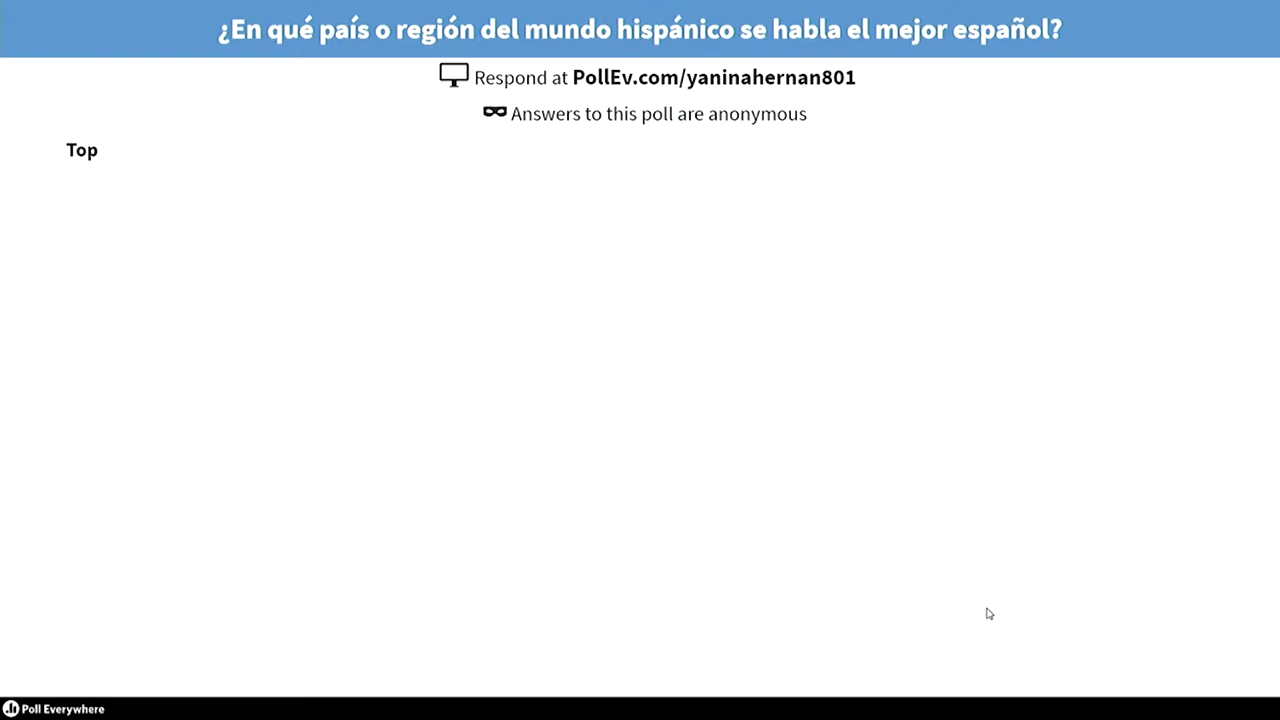 ¿En qué país o región del mundo hispánico se habla el mejor español?
Respond at PollEv.com/yaninahernan801
Answers to this poll are anonymous
Top
Poll Everywhere